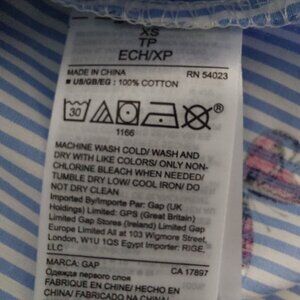 XS
TP
ECH/XP
MADE IN CHINA RN 54023
■ US/GB/EG : 100% COTTON
30
1166
MACHINE WASH COLD/ WASH AND
DRY WITH LIKE COLORS/ ONLY NON-
CHLORINE BLEACH WHEN NEEDED/
TUMBLE DRY LOW/ COOL IRON/ DO
NOT DRY CLEAN
Imported By/Importe Par: Gap (UK
Holdings) Limited: GPS (Great Britain)
Limited Gap Stores (Ireland) Limited Gap
Europe Limited All at 103 Wigmore Street,
London, W1U 1QS Egypt Importer: RIGE,
LLC
MARCA: GAP CA 17897
Одежда первого слоя
FABRIQUÉ EN CHINE/ HECHO EN
CHINA/ FABRICADO NA CHINA/